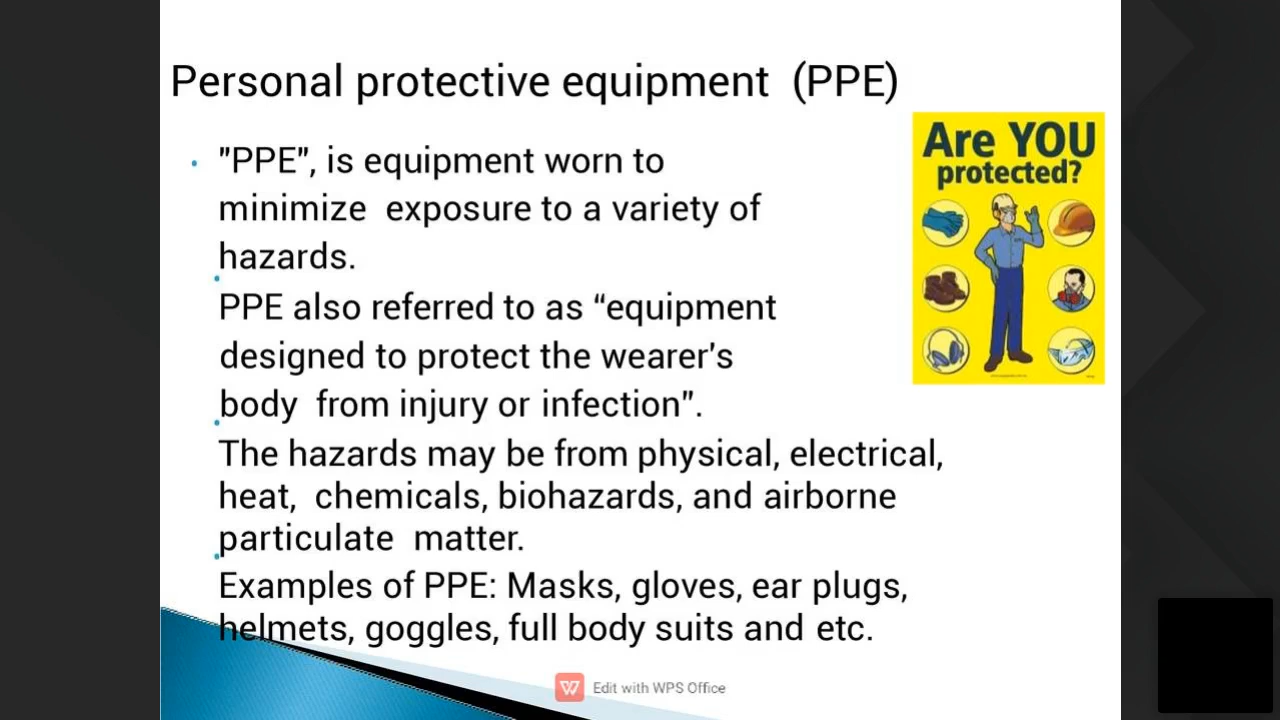 Personal protective equipment (PPE)
"PPE", is equipment worn to
minimize exposure to a variety of
hazards.
PPE also referred to as “equipment
designed to protect the wearer's
body from injury or infection”.
The hazards may be from physical, electrical,
heat, chemicals, biohazards, and airborne
particulate matter.
Examples of PPE: Masks, gloves, ear plugs,
helmets, goggles, full body suits and etc.
Are YOU
protected?
Edit with WPS Office